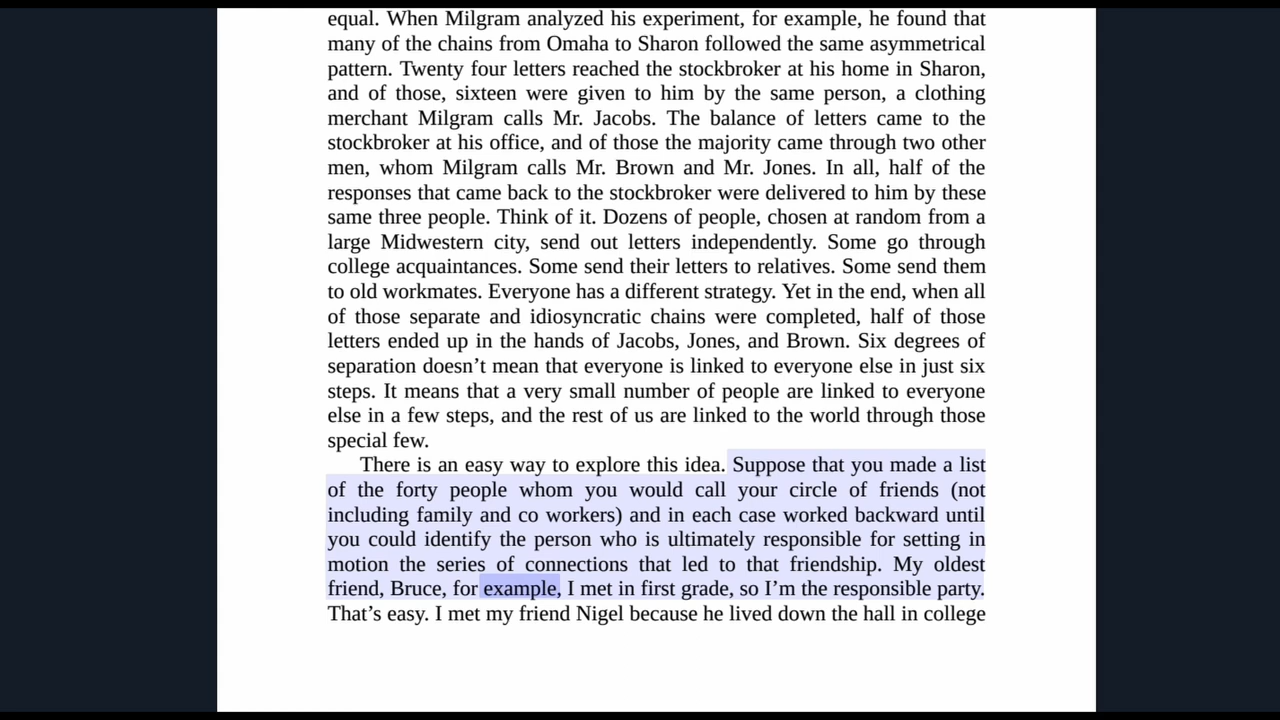 equal. When Milgram analyzed his experiment, for example, he found that
many of the chains from Omaha to Sharon followed the same asymmetrical
pattern. Twenty four letters reached the stockbroker at his home in Sharon,
and of those, sixteen were given to him by the same person, a clothing
merchant Milgram calls Mr. Jacobs. The balance of letters came to the
stockbroker at his office, and of those the majority came through two other
men, whom Milgram calls Mr. Brown and Mr. Jones. In all, half of the
responses that came back to the stockbroker were delivered to him by these
same three people. Think of it. Dozens of people, chosen at random from a
large Midwestern city, send out letters independently. Some go through
college acquaintances. Some send their letters to relatives. Some send them
to old workmates. Everyone has a different strategy. Yet in the end, when all
of those separate and idiosyncratic chains were completed, half of those
letters ended up in the hands of Jacobs, Jones, and Brown. Six degrees of
separation doesn’t mean that everyone is linked to everyone else in just six
steps. It means that a very small number of people are linked to everyone
else in a few steps, and the rest of us are linked to the world through those
special few.
There is an easy way to explore this idea. Suppose that you made a list
of the forty people whom you would call your circle of friends (not
including family and co workers) and in each case worked backward until
you could identify the person who is ultimately responsible for setting in
motion the series of connections that led to that friendship. My oldest
friend, Bruce, for example, I met in first grade, so I’m the responsible party.
That’s easy. I met my friend Nigel because he lived down the hall in college